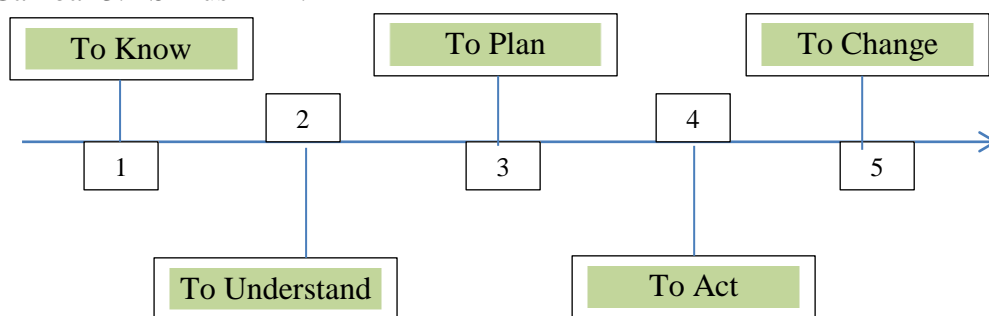 To Know
To Plan
To Change
2
4
1
3
5
To Understand
To Act